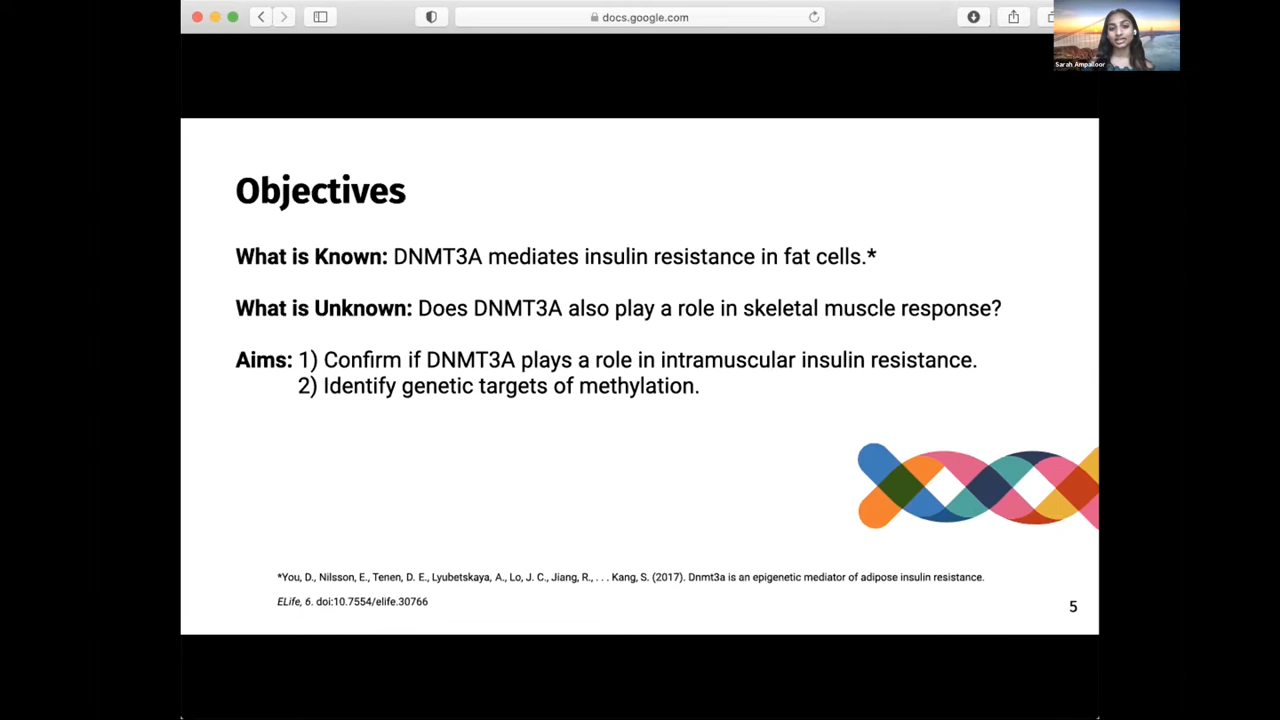 docs.google.com
Sarah Ampalloor
Objectives
What is Known: DNMT3A mediates insulin resistance in fat cells.*
What is Unknown: Does DNMT3A also play a role in skeletal muscle response?
Aims: 1) Confirm if DNMT3A plays a role in intramuscular insulin resistance.
2) Identify genetic targets of methylation.
*You, D., Nilsson, E., Tenen, D. E., Lyubetskaya, A., Lo, J. C., Jiang, R., . . . Kang, S. (2017). Dnmt3a is an epigenetic mediator of adipose insulin resistance.
ELife, 6. doi:10.7554/elife.30766
5